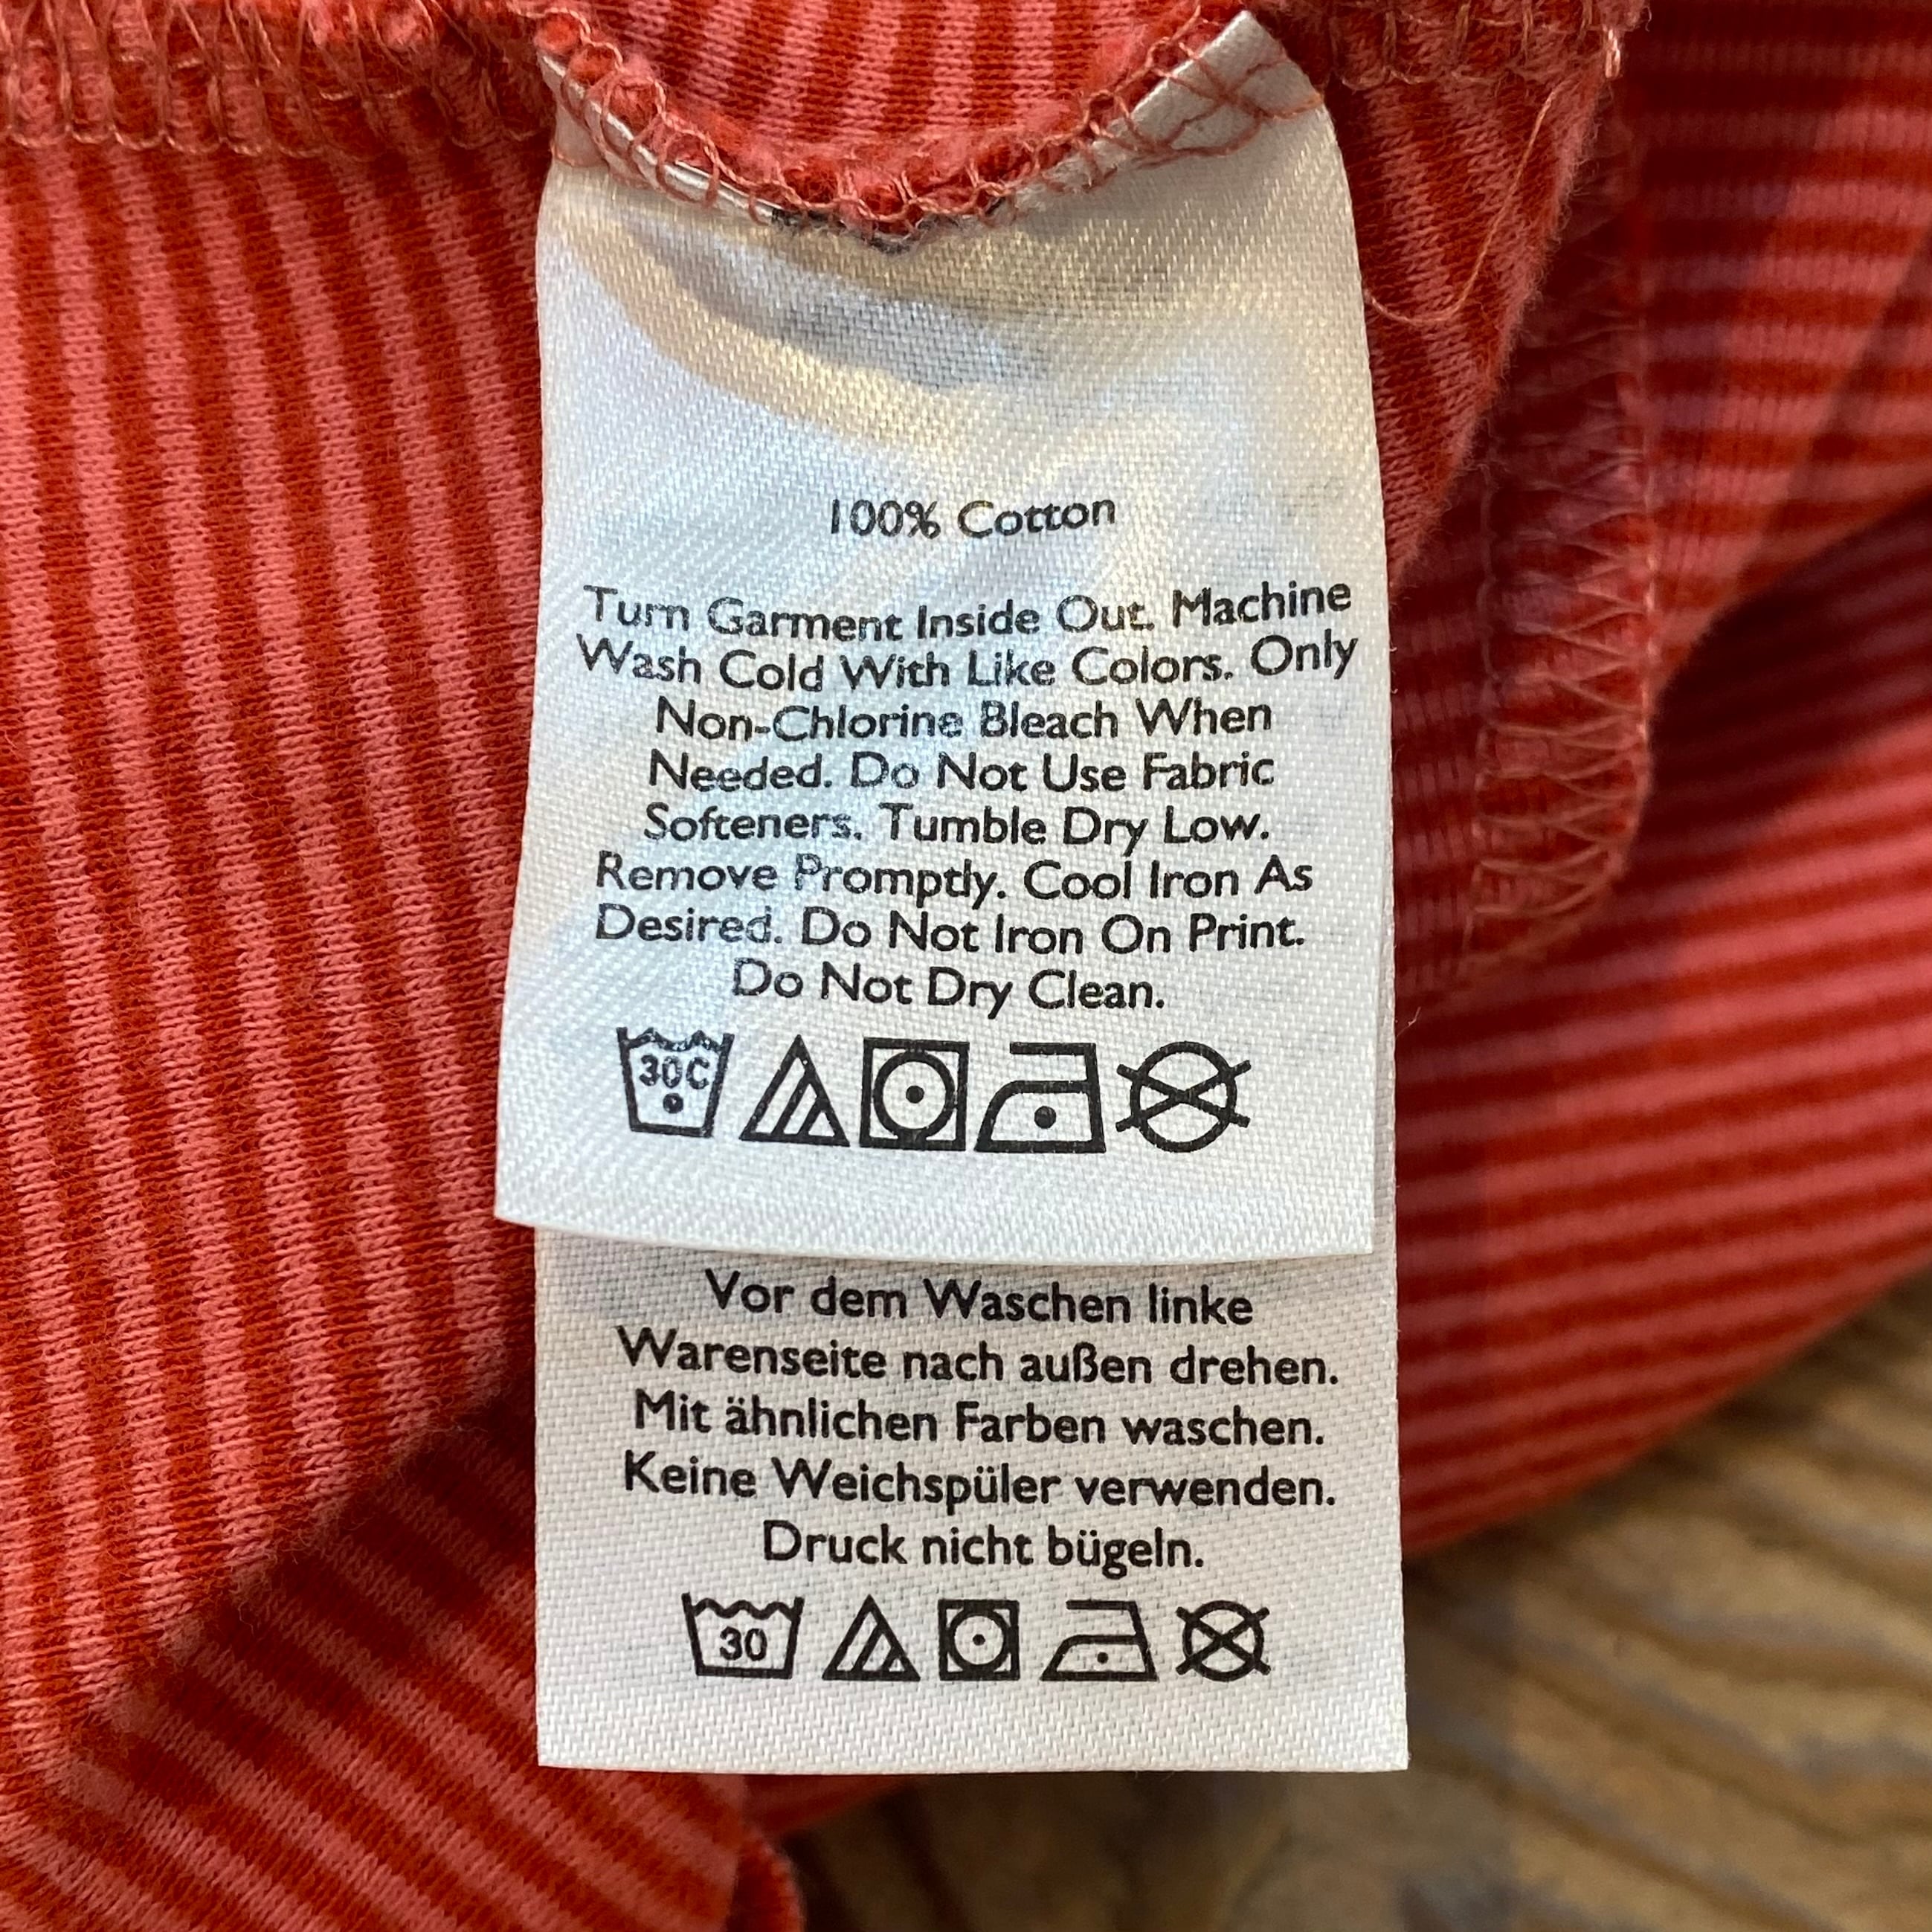 100% Cotton
Turn Garment Inside Out. Machine
Wash Cold With Like Colors. Only
Non-Chlorine Bleach When
Needed. Do Not Use Fabric
Softeners. Tumble Dry Low.
Remove Promptly. Cool Iron As
Desired. Do Not Iron On Print.
Do Not Dry Clean.
30C
Vor dem Waschen linke
Warenseite nach außen drehen.
Mit ähnlichen Farben waschen.
Keine Weichspüler verwenden.
Druck nicht bügeln.
30